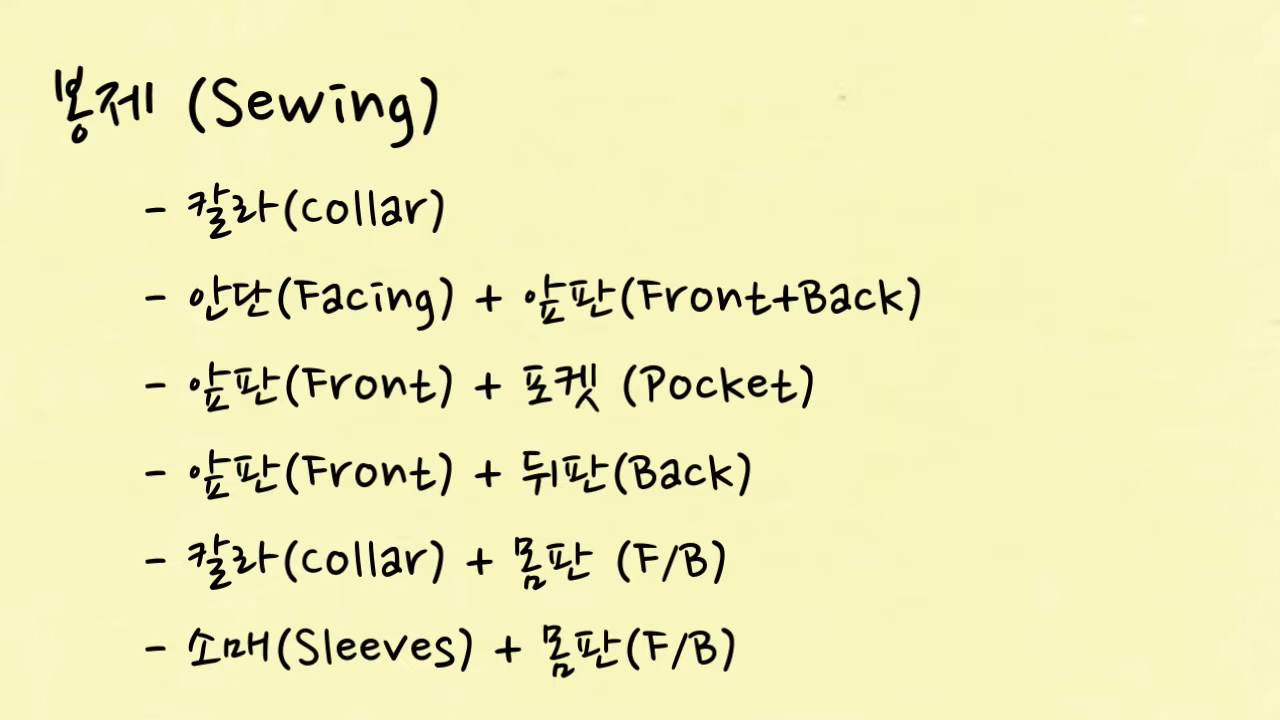 봉제 (Sewing)
- 칼라(collar)
- 안단(Facing) + 앞판(Front+Back)
- 앞판(Front) + 포켓 (Pocket)
- 앞판(Front) + 뒤판(Back)
- 칼라(collar) + 몸판 (F/B)
- 소매(Sleeves) + 몸판(F/B)